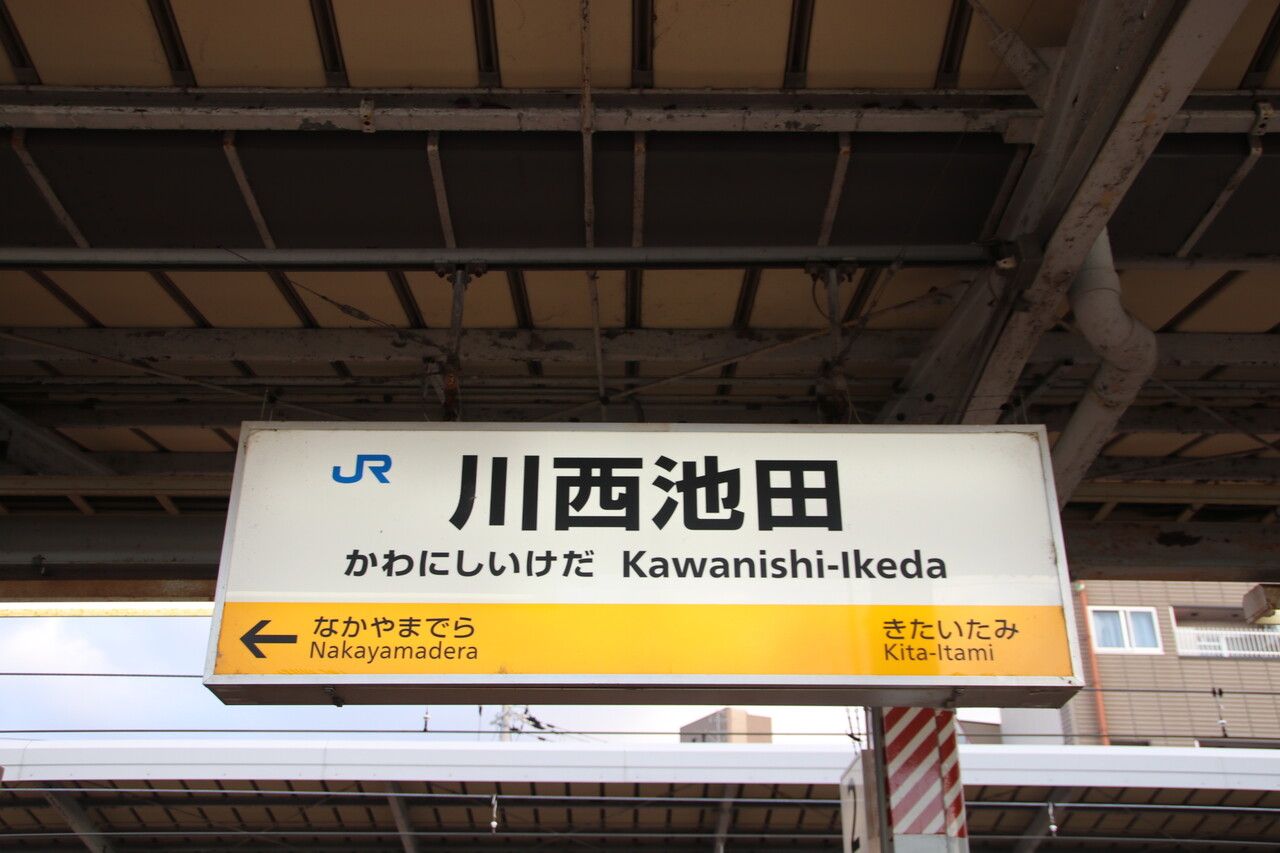 JR 川西池田
かわにしいけだ Kawanishi-Ikeda
← なかやまでら
Nakayamadera
きたいたみ
Kita-Itami
2